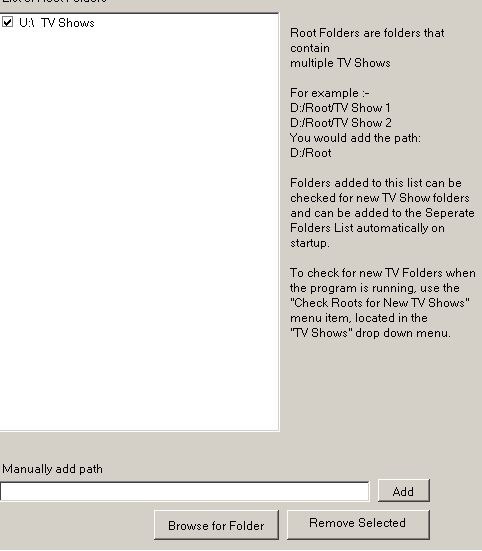 List of Root Folders
U:\ TV Shows
Root Folders are folders that
contain
multiple TV Shows
For example :-
D:/Root/TV Show 1
D:/Root/TV Show 2
You would add the path:
D:/Root
Folders added to this list can be
checked for new TV Show folders
and can be added to the Seperate
Folders List automatically on
startup.
To check for new TV Folders when
the program is running, use the
"Check Roots for New TV Shows"
menu item, located in the
"TV Shows" drop down menu.
Manually add path
Add
Browse for Folder
Remove Selected